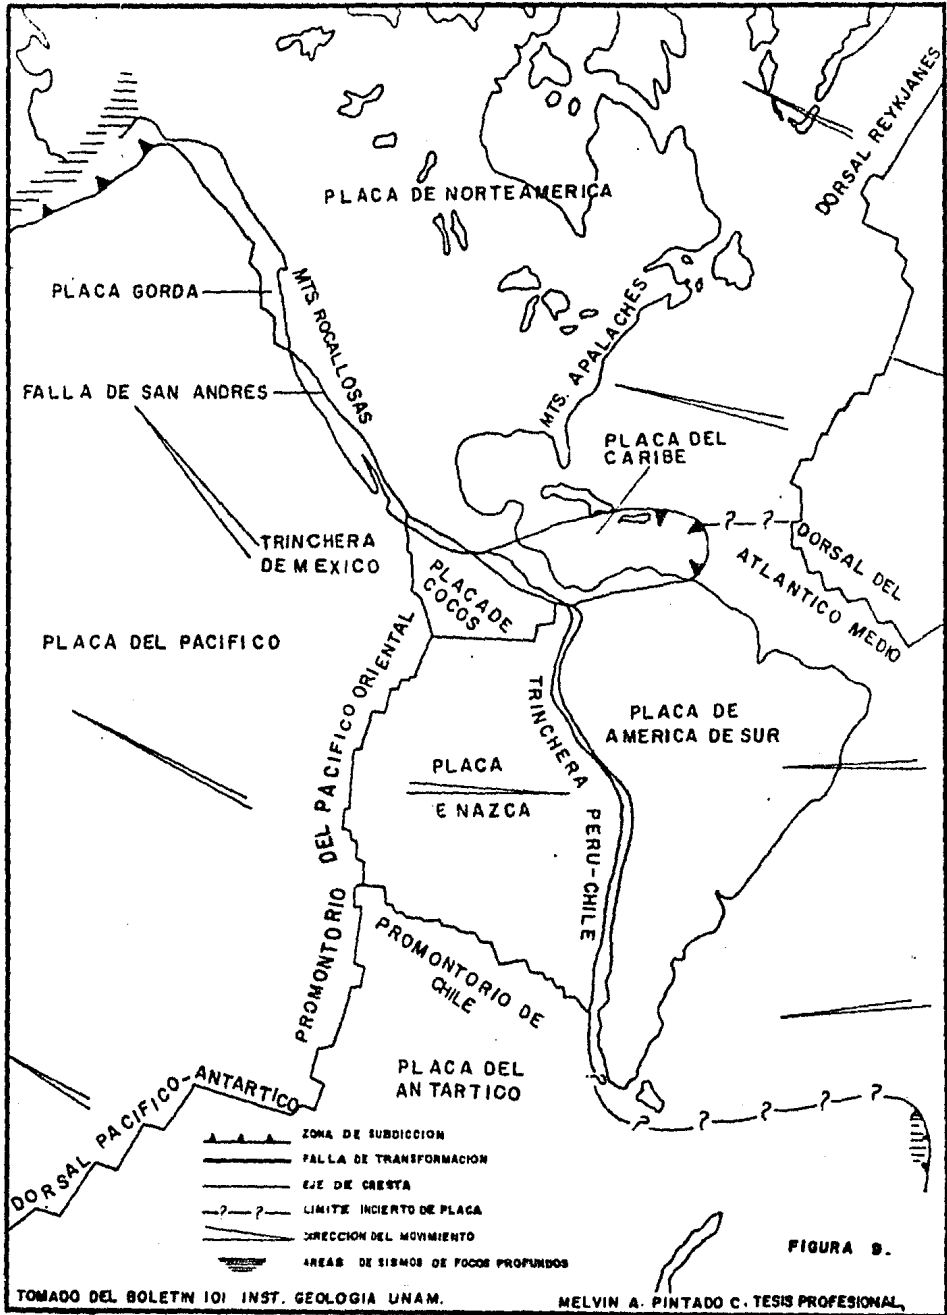 DORSAL REYKJANES
PLACA DE NORTEAMERICA
PLACA GORDA
MTS. ROCALLOSAS
FALLA DE SAN ANDRES
MTS. APALACHES
PLACA DEL
CARIBE
TRINCHERA
DE MEXICO
PLACA DE
COCOS
? ?
DORSAL DEL
ATLANTICO MEDIO
PLACA DEL PACIFICO
PROMONTORIO DEL PACIFICO ORIENTAL
TRINCHERA PERU-CHILE
PLACA DE
AMERICA DE SUR
PLACA
E NAZCA
PROMONTORIO DE
CHILE
PLACA DEL
ANTARTICO
DORSAL PACIFICO-ANTARTICO
? ? ? ? ? ?
ZONA DE SUBDICCION
FALLA DE TRANSFORMACION
EJE DE CRESTA
? ? LIMITE INCIERTO DE PLACA
DIRECCION DEL MOVIMIENTO
AREAS DE SISMOS DE FOCOS PROFUNDOS
FIGURA 9.
TOMADO DEL BOLETIN 101 INST. GEOLOGIA UNAM.
MELVIN A. PINTADO C. TESIS PROFESIONAL,